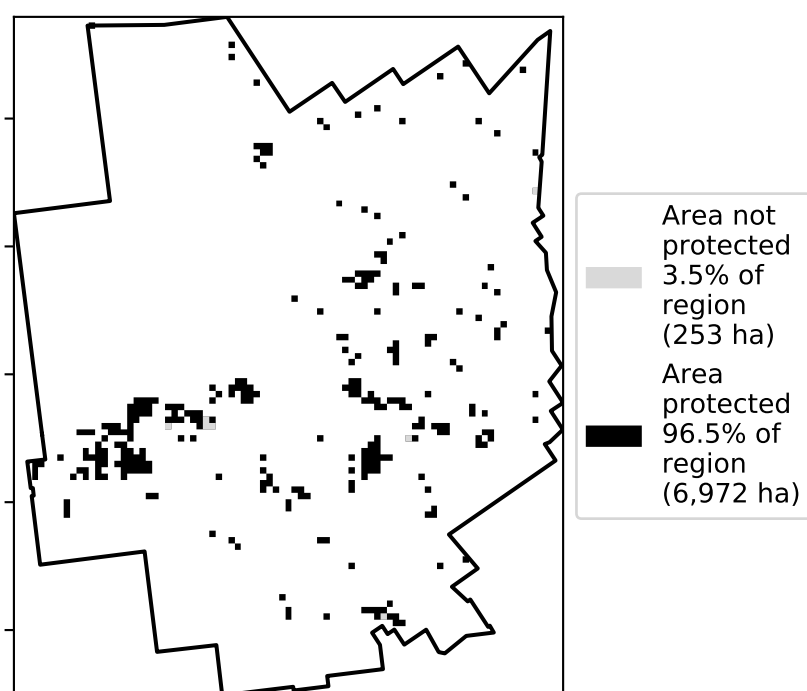 Area not
protected
3.5% of
region
(253 ha)
Area
protected
96.5% of
region
(6,972 ha)